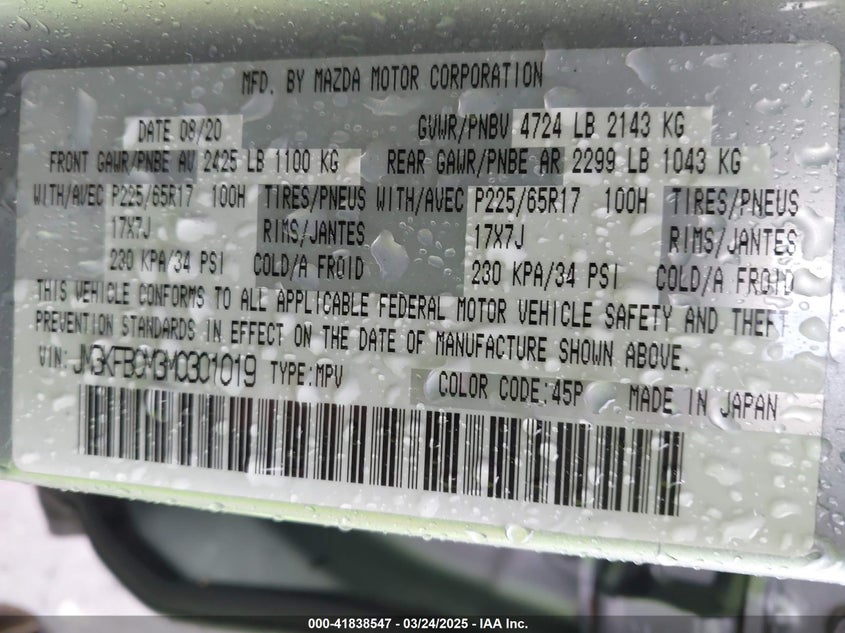 MFD. BY MAZDA MOTOR CORPORATION
DATE 08/20 GVWR/PNBV 4724 LB 2143 KG
FRONT GAWR/PNBE AV 2425 LB 1100 KG REAR GAWR/PNBE AR 2299 LB 1043 KG
WITH/AVEC P225/65R17 100H TIRES/PNEUS WITH/AVEC P225/65R17 100H TIRES/PNEUS
17X7J RIMS/JANTES 17X7J RIMS/JANTES
230 KPA/34 PSI COLD/A FROID 230 KPA/34 PSI COLD/A FROID
THIS VEHICLE CONFORMS TO ALL APPLICABLE FEDERAL MOTOR VEHICLE SAFETY AND THEFT
PREVENTION STANDARDS IN EFFECT ON THE DATE OF MANUFACTURE SHOWN ABOVE.
VIN: TYPE:MPV COLOR CODE:45P MADE IN JAPAN
000-41838547 — 03/24/2025 — IAA Inc.